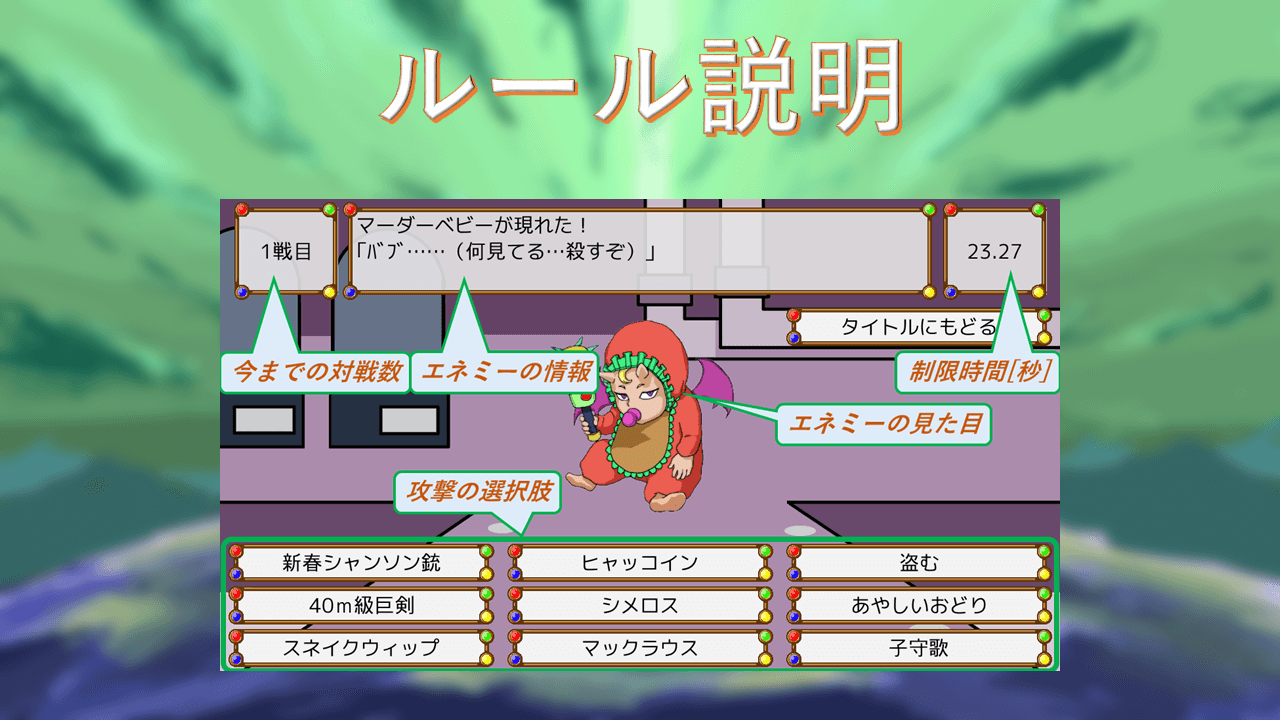 ルール説明
1戦目
マーダーベビーが現れた！
「ﾊﾞﾌﾞ……（何見てる…殺すぞ）」
23.27
タイトルにもどる
今までの対戦数
エネミーの情報
制限時間[秒]
エネミーの見た目
攻撃の選択肢
新春シャンソン銃
ヒャッコイン
盗む
40ｍ級巨剣
シメロス
あやしいおどり
スネイクウィップ
マックラウス
子守歌